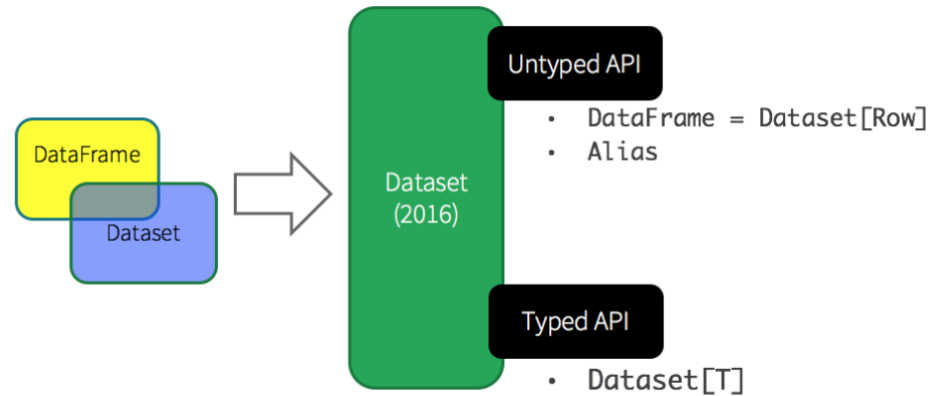 DataFrame
Dataset
Dataset
(2016)
Untyped API
• DataFrame = Dataset[Row]
• Alias
Typed API
• Dataset[T]